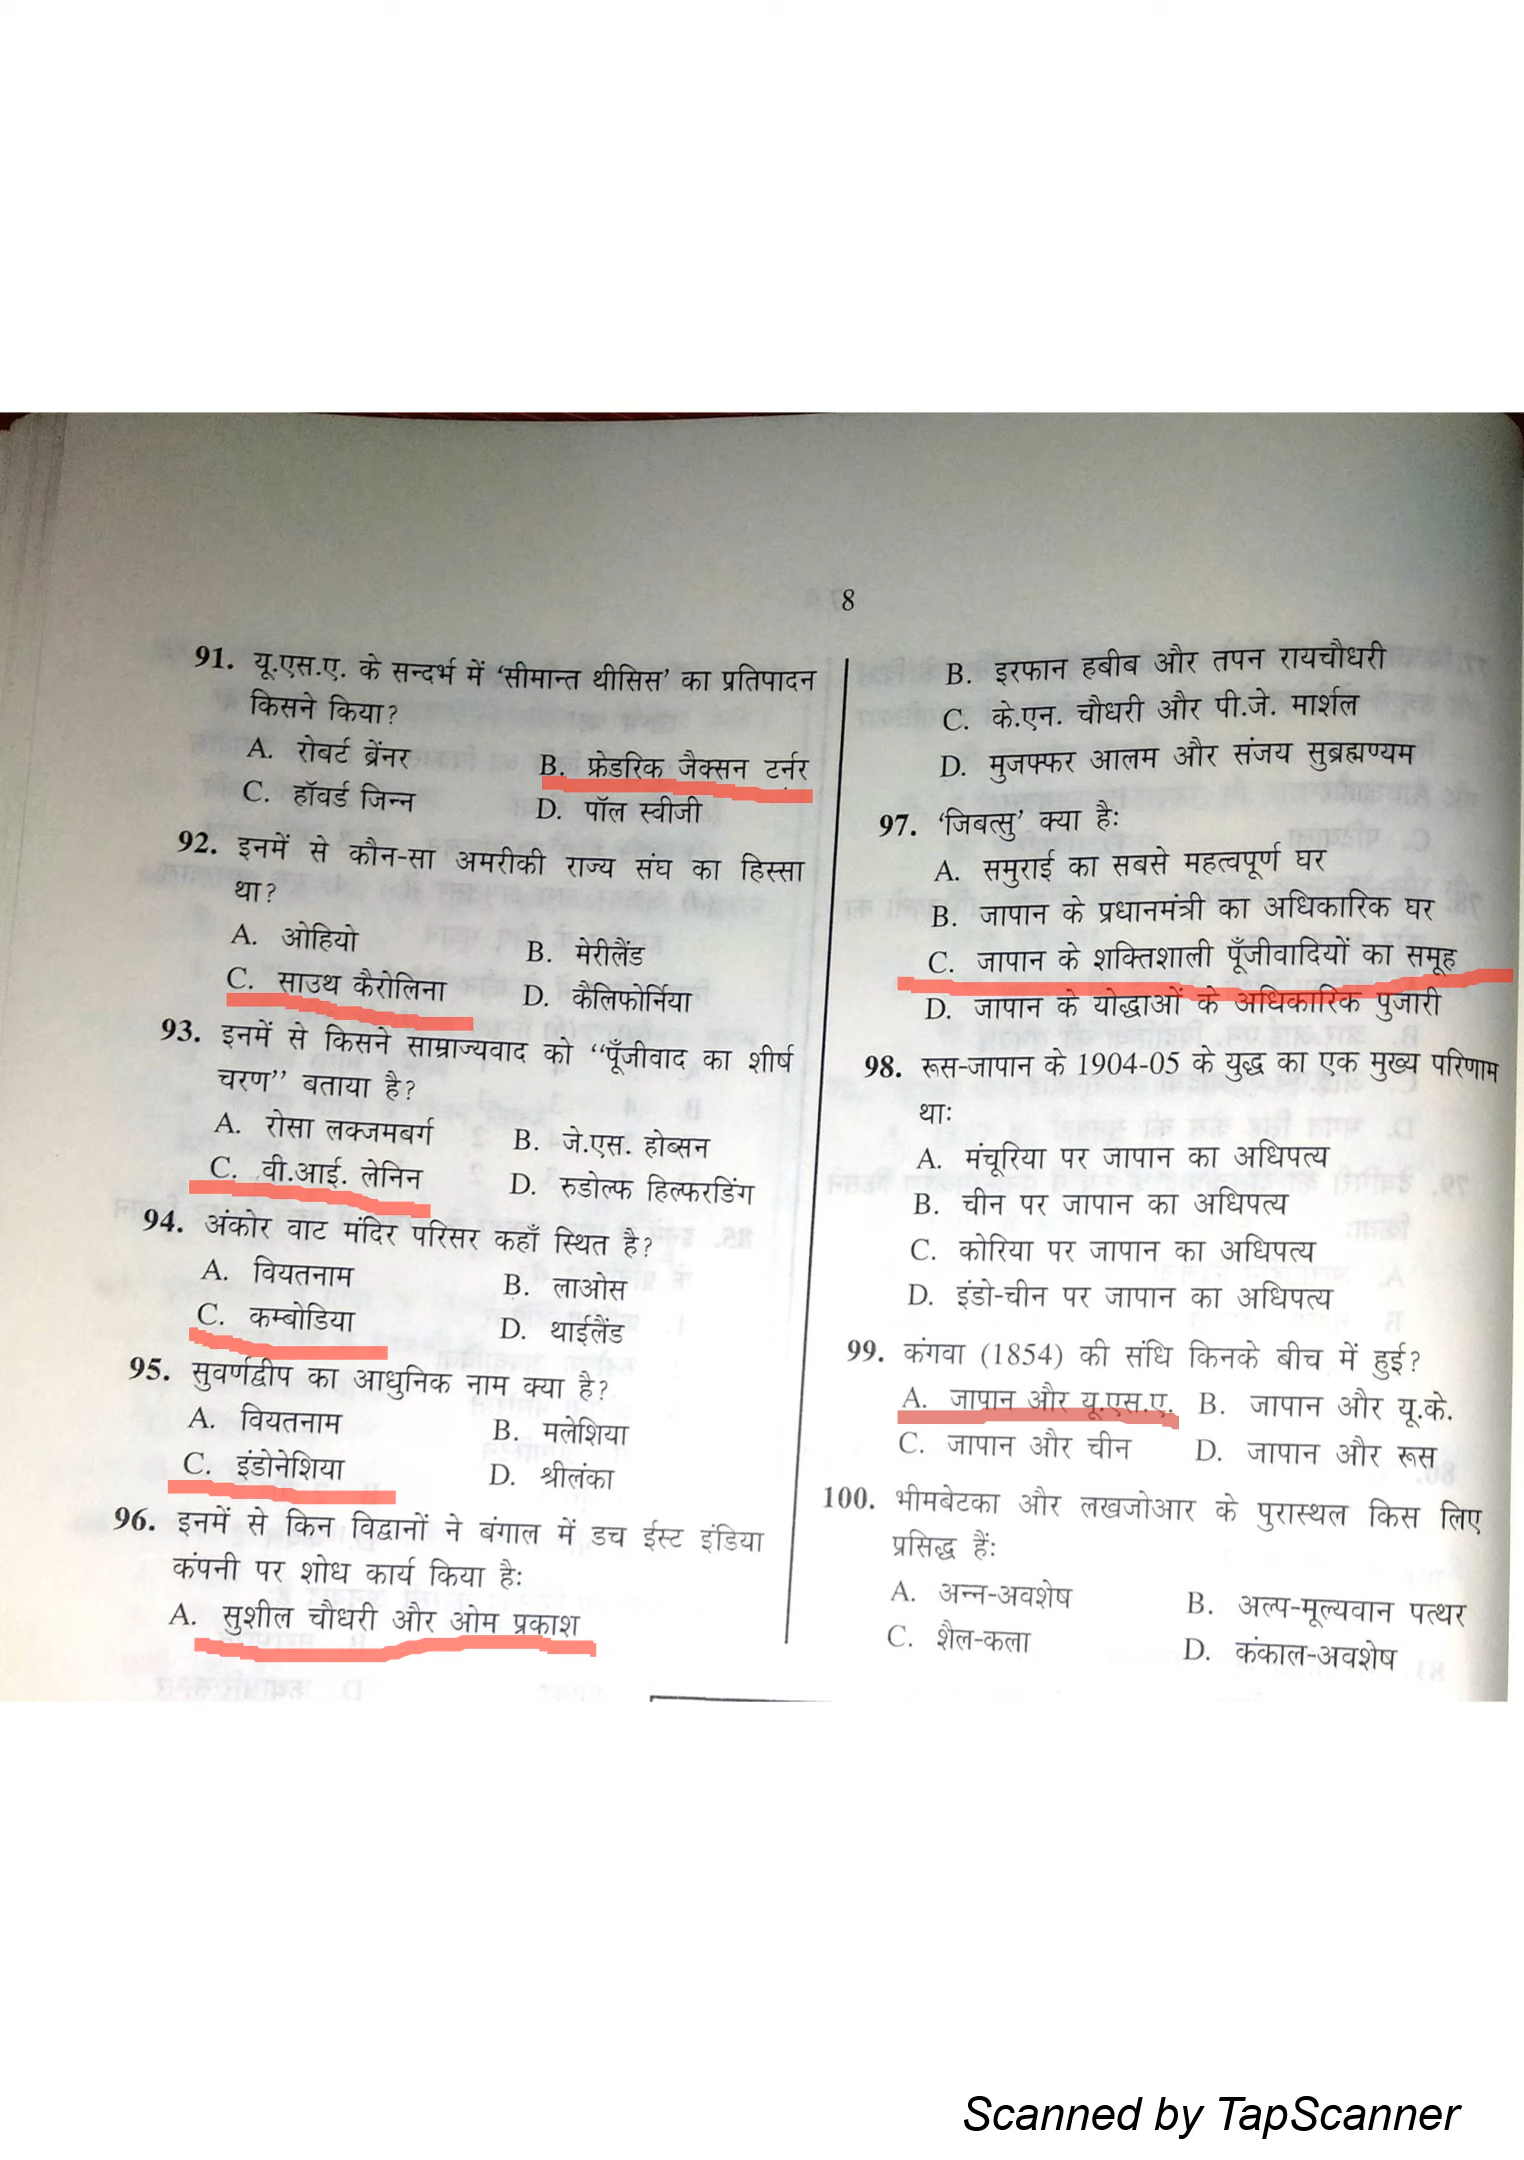 8
91. यू.एस.ए. के सन्दर्भ में ‘सीमान्त थीसिस’ का प्रतिपादन
किसने किया?
A. रोबर्ट ब्रेंनर B. फ्रेडरिक जैक्सन टर्नर
C. हॉवर्ड जिन्न D. पॉल स्वीजी
92. इनमें से कौन-सा अमरीकी राज्य संघ का हिस्सा
था?
A. ओहियो B. मेरीलैंड
C. साउथ कैरोलिना D. कैलिफोर्निया
93. इनमें से किसने साम्राज्यवाद को “पूँजीवाद का शीर्ष
चरण” बताया है?
A. रोसा लक्जमबर्ग B. जे.एस. होब्सन
C. वी.आई. लेनिन D. रुडोल्फ हिल्फरडिंग
94. अंकोर वाट मंदिर परिसर कहाँ स्थित है?
A. वियतनाम B. लाओस
C. कम्बोडिया D. थाईलैंड
95. सुवर्णद्वीप का आधुनिक नाम क्या है?
A. वियतनाम B. मलेशिया
C. इंडोनेशिया D. श्रीलंका
96. इनमें से किन विद्वानों ने बंगाल में डच ईस्ट इंडिया
कंपनी पर शोध कार्य किया है:
A. सुशील चौधरी और ओम प्रकाश
B. इरफान हबीब और तपन रायचौधरी
C. के.एन. चौधरी और पी.जे. मार्शल
D. मुजफ्फर आलम और संजय सुब्रह्मण्यम
97. ‘जिबत्सु’ क्या है:
A. समुराई का सबसे महत्वपूर्ण घर
B. जापान के प्रधानमंत्री का अधिकारिक घर
C. जापान के शक्तिशाली पूँजीवादियों का समूह
D. जापान के योद्धाओं के अधिकारिक पुजारी
98. रूस-जापान के 1904-05 के युद्ध का एक मुख्य परिणाम
था:
A. मंचूरिया पर जापान का अधिपत्य
B. चीन पर जापान का अधिपत्य
C. कोरिया पर जापान का अधिपत्य
D. इंडो-चीन पर जापान का अधिपत्य
99. कंगवा (1854) की संधि किनके बीच में हुई?
A. जापान और यू.एस.ए. B. जापान और यू.के.
C. जापान और चीन D. जापान और रूस
100. भीमबेटका और लखजोआर के पुरास्थल किस लिए
प्रसिद्ध हैं:
A. अन्न-अवशेष B. अल्प-मूल्यवान पत्थर
C. शैल-कला D. कंकाल-अवशेष
Scanned by TapScanner